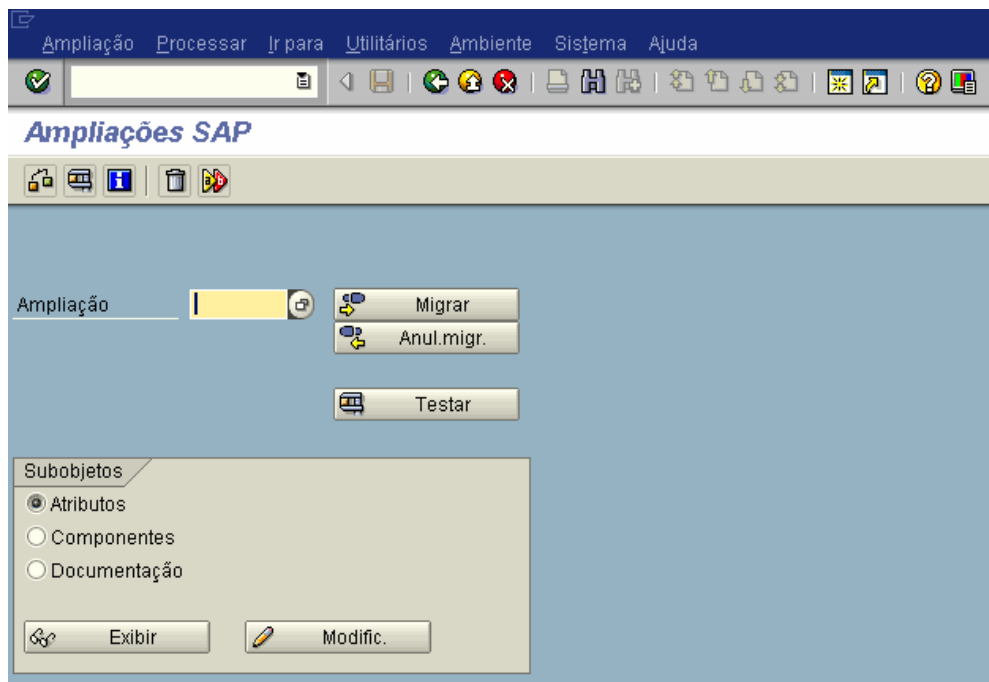 Ampliação Processar Ir para Utilitários Ambiente Sistema Ajuda
Ampliações SAP
Ampliação Migrar
Anul.migr.
Testar
Subobjetos
Atributos
Componentes
Documentação
Exibir Modific.